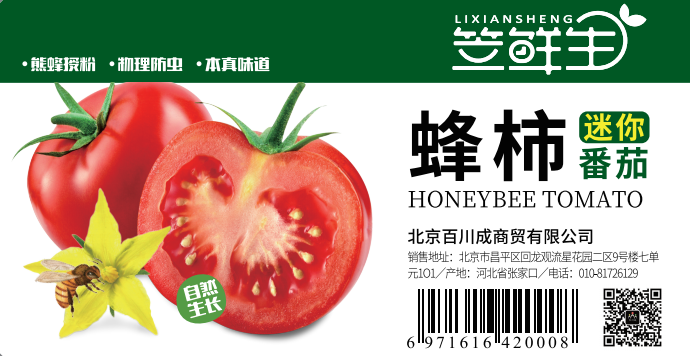 LIXIANSHENG
笠鲜生
·熊蜂授粉 ·物理防虫 ·本真味道
蜂柿
迷你
番茄
HONEYBEE TOMATO
自然
生长
北京百川成商贸有限公司
销售地址：北京市昌平区回龙观流星花园二区9号楼七单
元101／产地：河北省张家口／电话：010-81726129
6 971616 420008